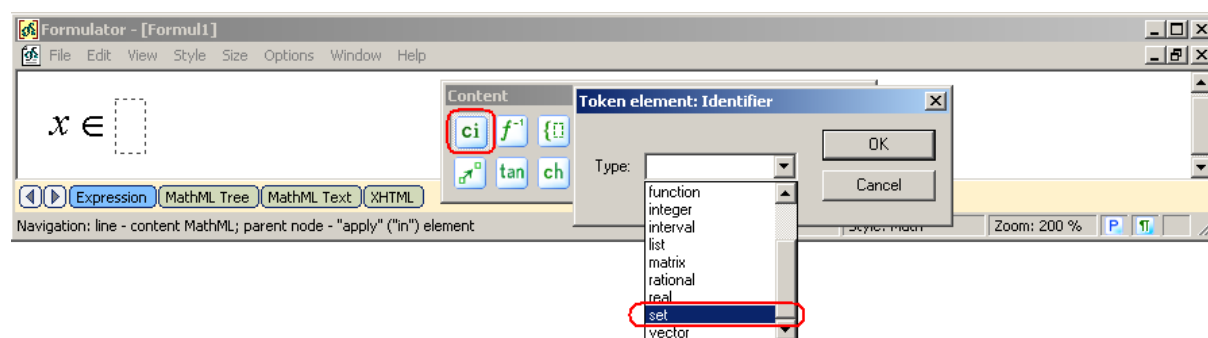 Formulator - [Formul1]
File Edit View Style Size Options Window Help
x ∈
Content
ci f⁻¹ {
tan ch
Token element: Identifier
Type:
OK
Cancel
function
integer
interval
list
matrix
rational
real
set
vector
Expression MathML Tree MathML Text XHTML
Navigation: line - content MathML; parent node - "apply" ("in") element
Style: Math
Zoom: 200 %
P ¶